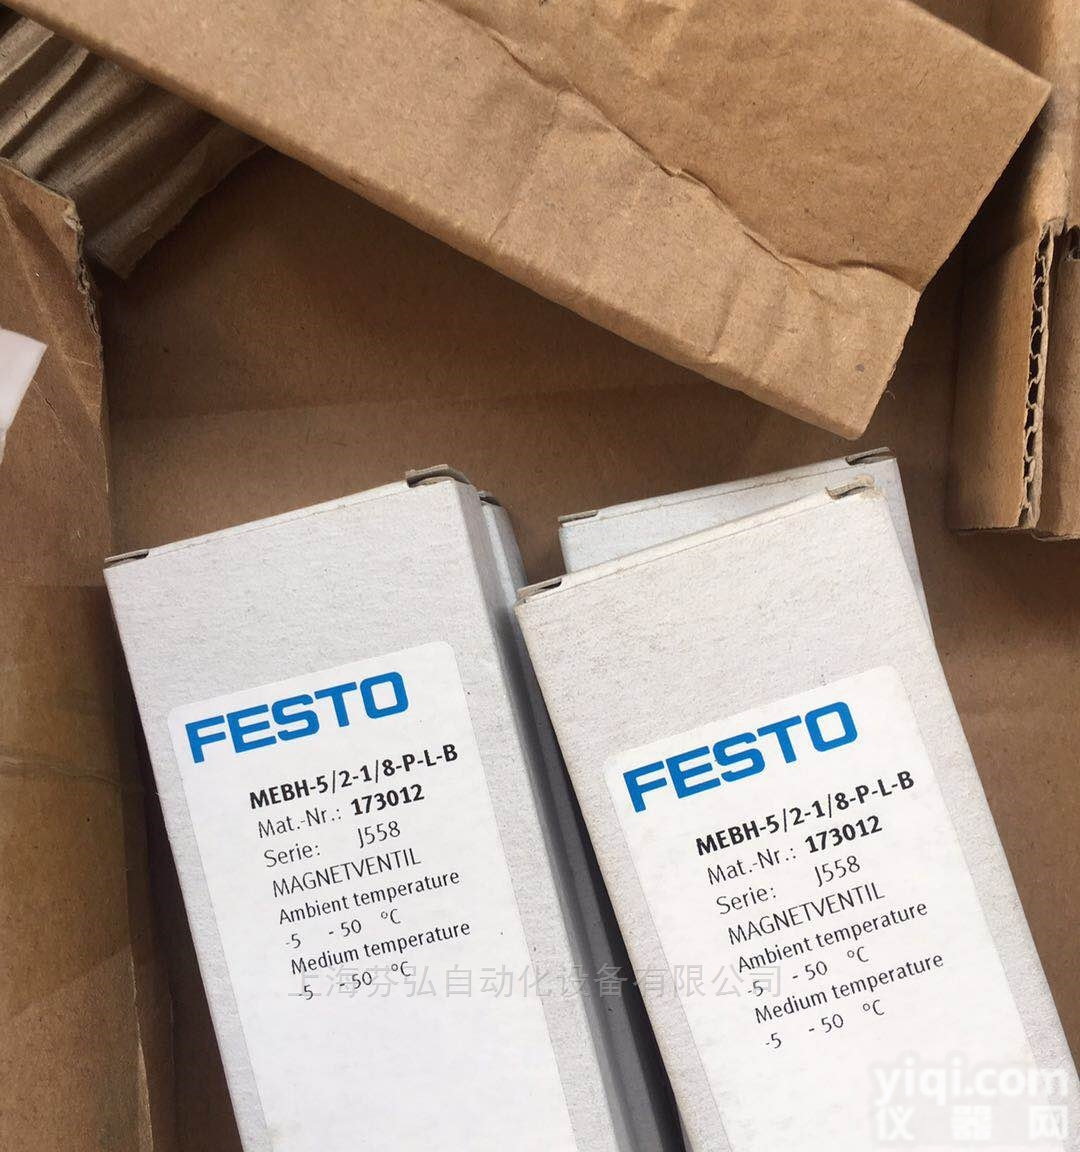 FESTO
MEBH-5/2-1/8-P-L-B
Mat.-Nr.: 173012
Serie: J558
MAGNETVENTIL
Ambient temperature
-5 - 50 °C
Medium temperature
-5 - 50 °C
FESTO
MEBH-5/2-1/8-P-L-B
Mat.-Nr.: 173012
Serie: J558
MAGNETVENTIL
Ambient temperature
-5 - 50 °C
Medium temperature
-5 - 50 °C
上海芬弘自动化设备有限公司
yiqi.com
仪器网